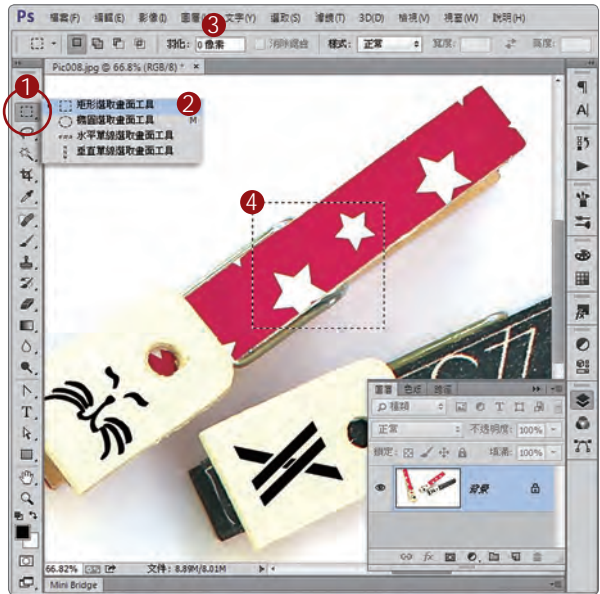 Ps 檔案(F) 編輯(E) 影像(I) 圖層 文字(Y) 選取(S) 濾鏡(T) 3D(D) 檢視(V) 視窗(W) 說明(H)
3
羽化: 0 像素 消除鋸齒 樣式: 正常 寬度: 高度:
Pic008.jpg @ 66.8% (RGB/8) * ×
1
矩形選取畫面工具 2
橢圓選取畫面工具 M
水平單線選取畫面工具
垂直單線選取畫面工具
4
圖層 色版 路徑
種類
正常 不透明度: 100%
鎖定: 填滿: 100%
背景
66.82% 文件: 8.89M/8.01M
Mini Bridge